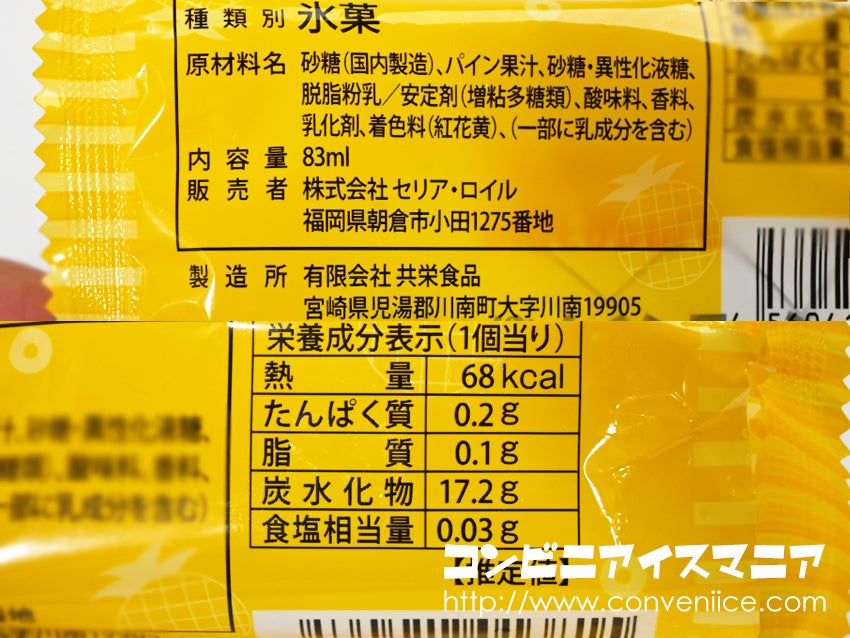 種類別 氷菓
原材料名 砂糖(国内製造)、パイン果汁、砂糖・異性化液糖、
脱脂粉乳/安定剤(増粘多糖類)、酸味料、香料、
乳化剤、着色料(紅花黄)、(一部に乳成分を含む)
内容量 83ml
販売者 株式会社 セリア・ロイル
福岡県朝倉市小田1275番地
製造所 有限会社 共栄食品
宮崎県児湯郡川南町大字川南19905
栄養成分表示(1個当り)
熱量 68kcal
たんぱく質 0.2g
脂質 0.1g
炭水化物 17.2g
食塩相当量 0.03g
【推定値】
コンビニアイスマニア
http://www.conveniice.com/